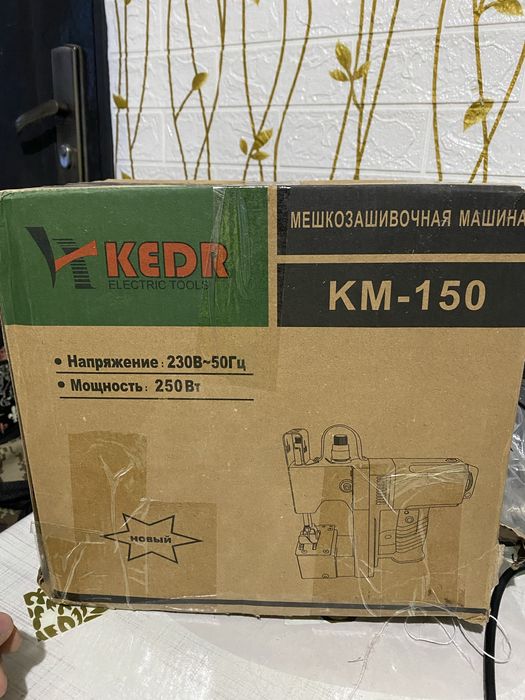 KEDR
ELECTRIC TOOLS
МЕШКОЗАШИВОЧНАЯ МАШИНА
KM-150
• Напряжение: 230В~50Гц
• Мощность: 250Вт
НОВЫЙ